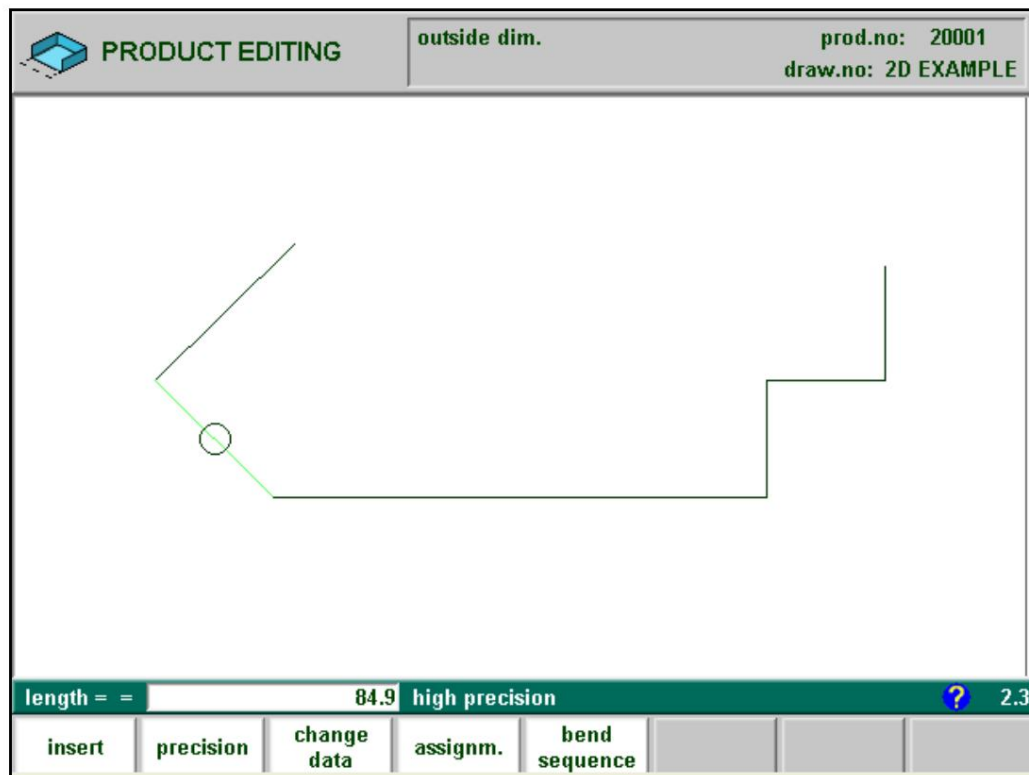 PRODUCT EDITING
outside dim.
prod.no: 20001
draw.no: 2D EXAMPLE
length = = 84.9 high precision ? 2.3
insert
precision
change
data
assignm.
bend
sequence